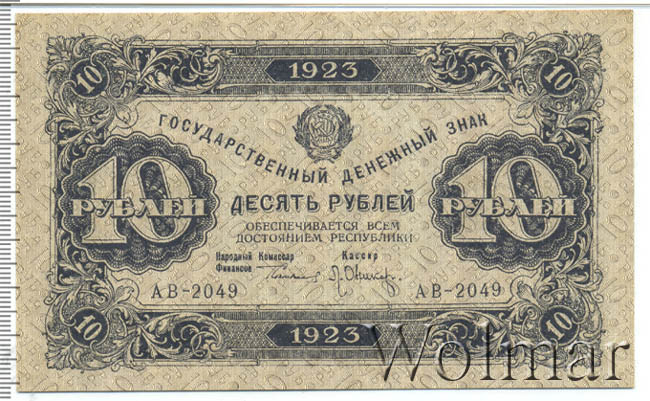 1923
10 10
ГОСУДАРСТВЕННЫЙ ДЕНЕЖНЫЙ ЗНАК
10 10
РУБЛЕЙ РУБЛЕЙ
ДЕСЯТЬ РУБЛЕЙ
ОБЕСПЕЧИВАЕТСЯ ВСЕМ
ДОСТОЯНИЕМ РЕСПУБЛИКИ
Народный Комиссар Кассир
Финансов
АВ-2049 АВ-2049
10 10
1923
Wolmar